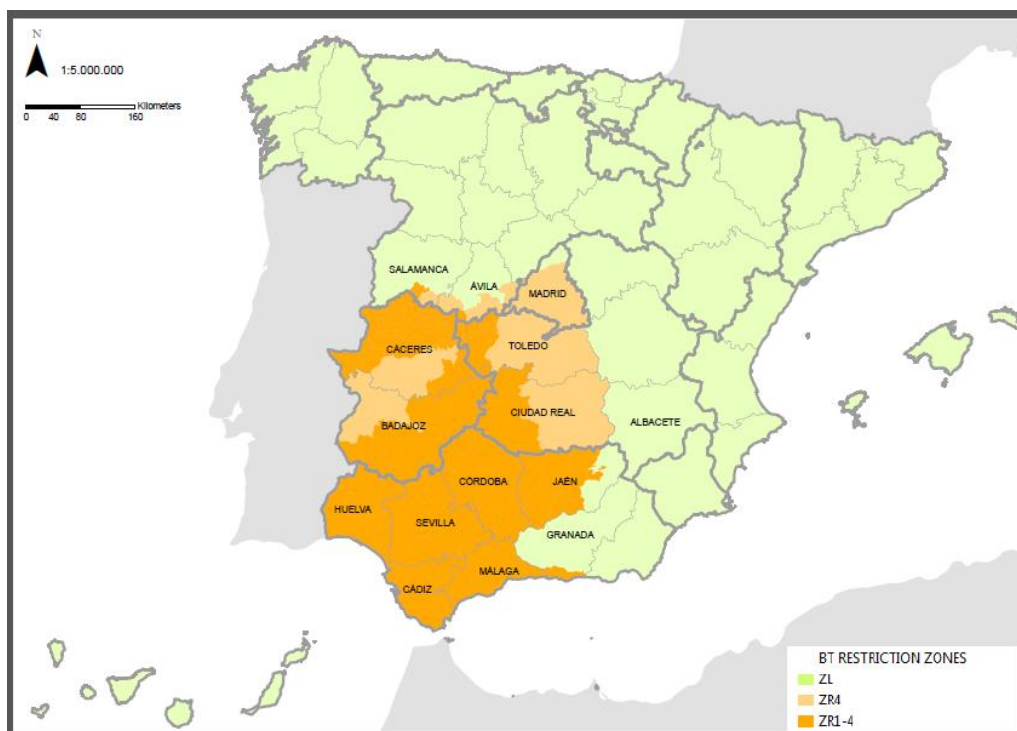 N
1:5.000.000
Kilometers
0 40 80 160
SALAMANCA
ÁVILA
MADRID
CÁCERES
TOLEDO
BADAJOZ
CIUDAD REAL
ALBACETE
CÓRDOBA
JAÉN
HUELVA
SEVILLA
GRANADA
MÁLAGA
CÁDIZ
BT RESTRICTION ZONES
ZL
ZR4
ZR1-4